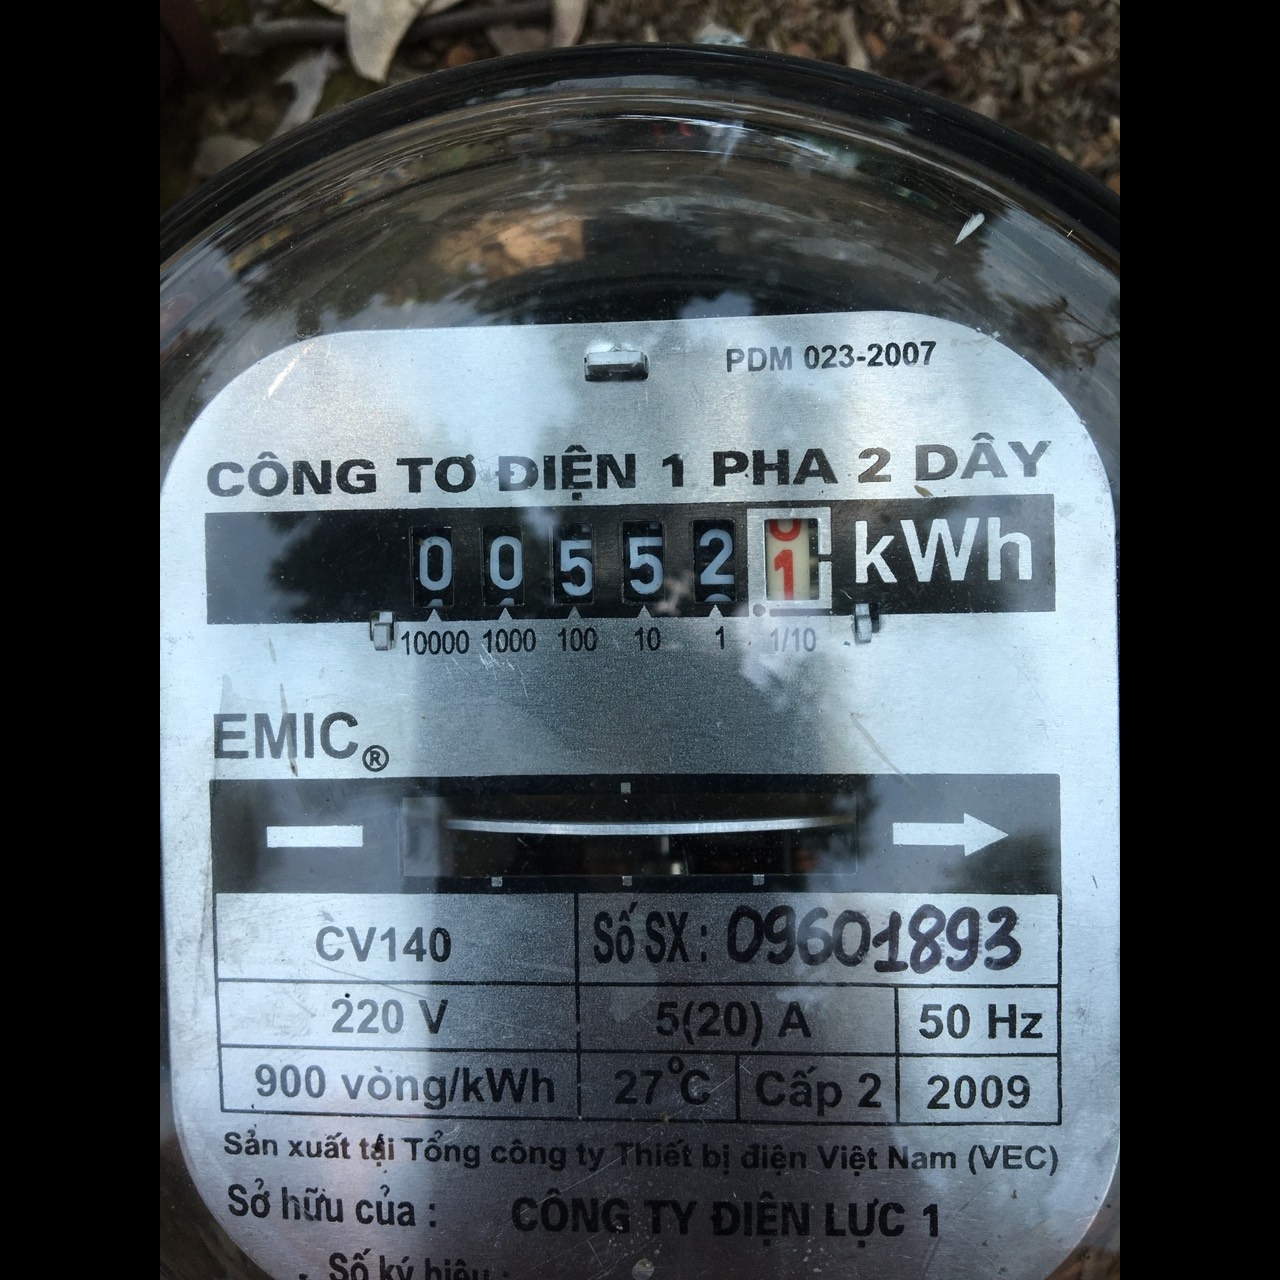 PDM 023-2007
CÔNG TƠ ĐIỆN 1 PHA 2 DÂY
0 0 5 5 2 1 kWh
10000 1000 100 10 1 1/10
EMIC®
CV140 Số SX: 09601893
220 V 5(20) A 50 Hz
900 vòng/kWh 27°C Cấp 2 2009
Sản xuất tại Tổng công ty Thiết bị điện Việt Nam (VEC)
Sở hữu của: CÔNG TY ĐIỆN LỰC 1
Số ký hiệu: